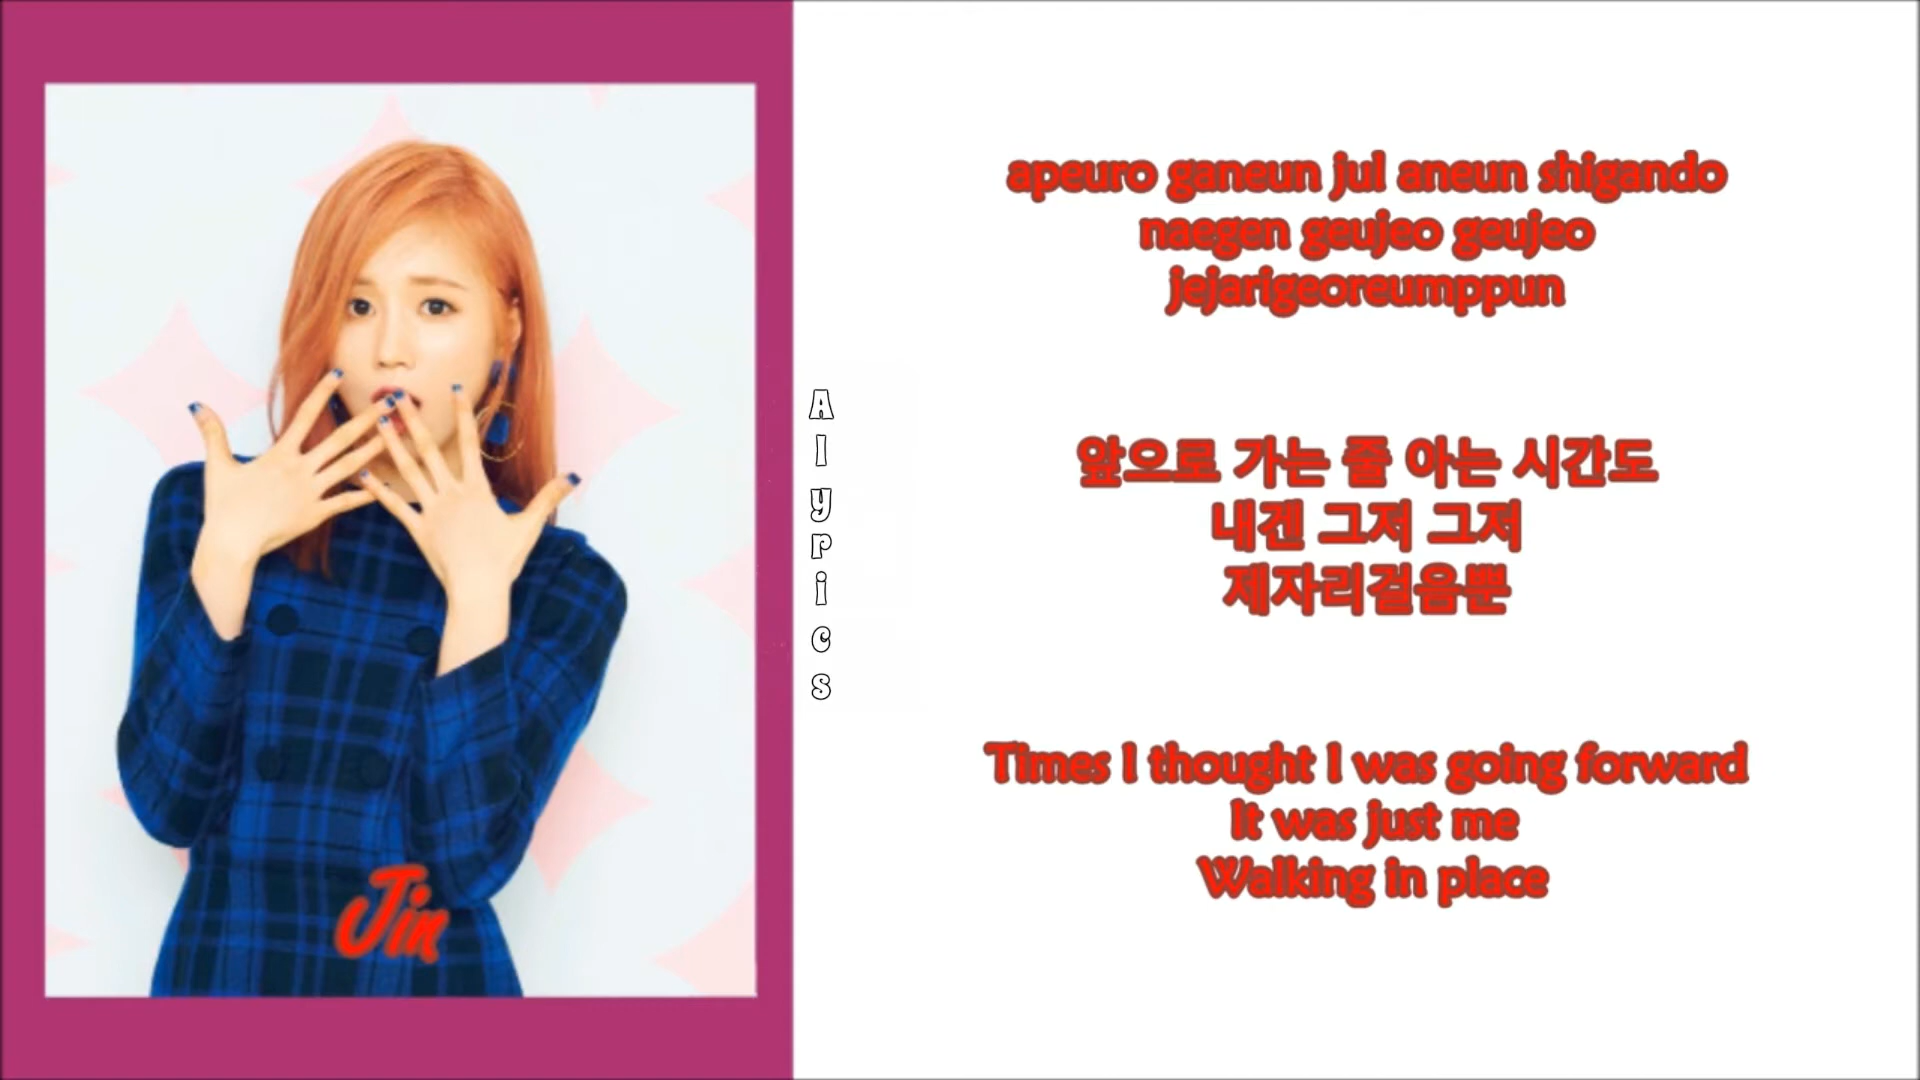 Jin
A
l
y
p
i
c
s
apeuro ganeun jul aneun shigando
naegen geujeo geujeo
jejarigeoreumppun
앞으로 가는 줄 아는 시간도
내겐 그저 그저
제자리걸음뿐
Times I thought I was going forward
It was just me
Walking in place